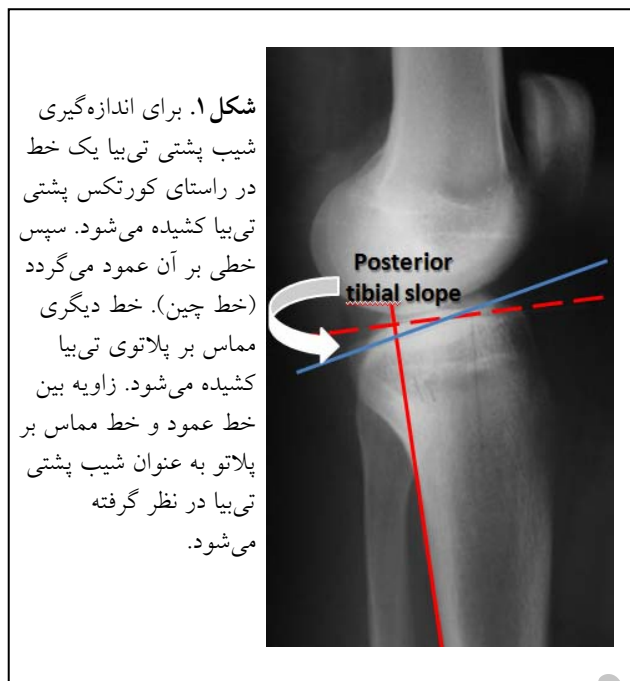 شکل ۱. برای اندازه‌گیری
شیب پشتی تی‌بیا یک خط
در راستای کورتکس پشتی
تی‌بیا کشیده می‌شود. سپس
خطی بر آن عمود می‌گردد
(خط چین). خط دیگری
مماس بر پلاتوی تی‌بیا
کشیده می‌شود. زاویه بین
خط عمود و خط مماس بر
پلاتو به عنوان شیب پشتی
تی‌بیا در نظر گرفته
می‌شود.
Posterior
tibial slope